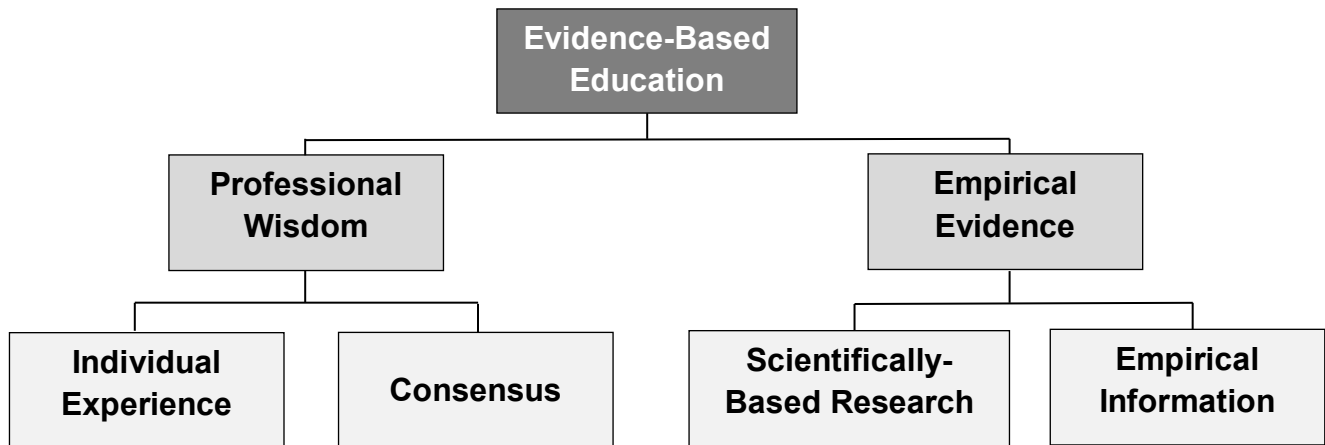 Evidence-Based
Education
Professional
Wisdom
Empirical
Evidence
Individual
Experience
Consensus
Scientifically-
Based Research
Empirical
Information